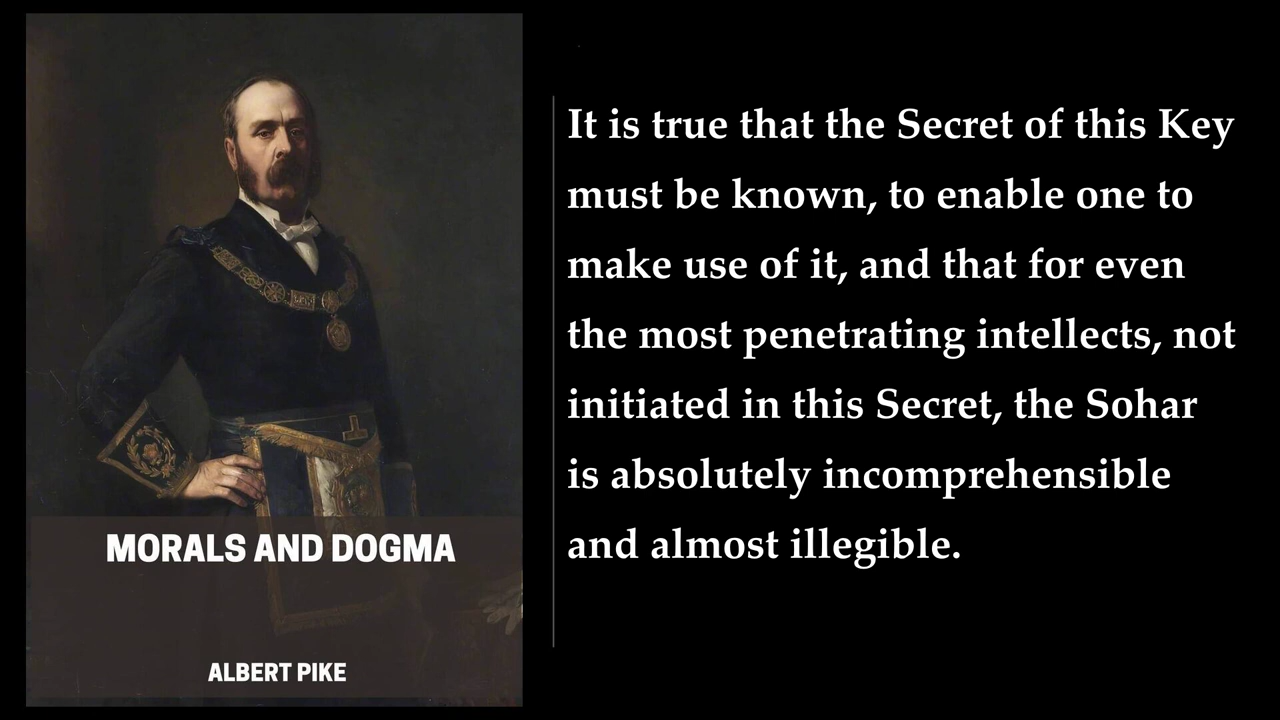 MORALS AND DOGMA
ALBERT PIKE
It is true that the Secret of this Key
must be known, to enable one to
make use of it, and that for even
the most penetrating intellects, not
initiated in this Secret, the Sohar
is absolutely incomprehensible
and almost illegible.